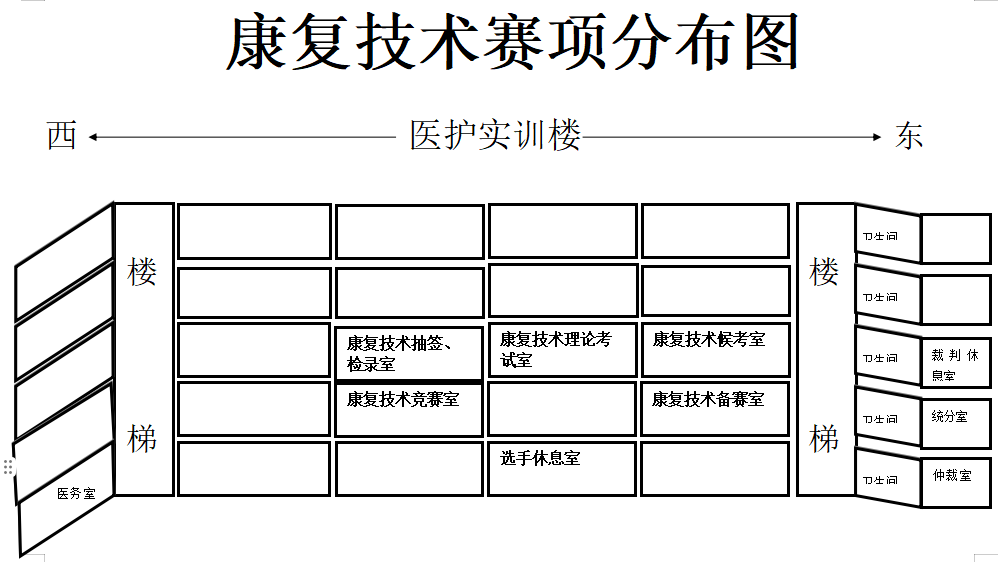 康复技术赛项分布图
西
医护实训楼
东
楼
梯
楼
梯
卫生间
卫生间
康复技术抽签、
检录室
康复技术理论考
试室
康复技术候考室
卫生间
裁判休
息室
康复技术竞赛室
康复技术备赛室
卫生间
统分室
选手休息室
卫生间
仲裁室
医务室